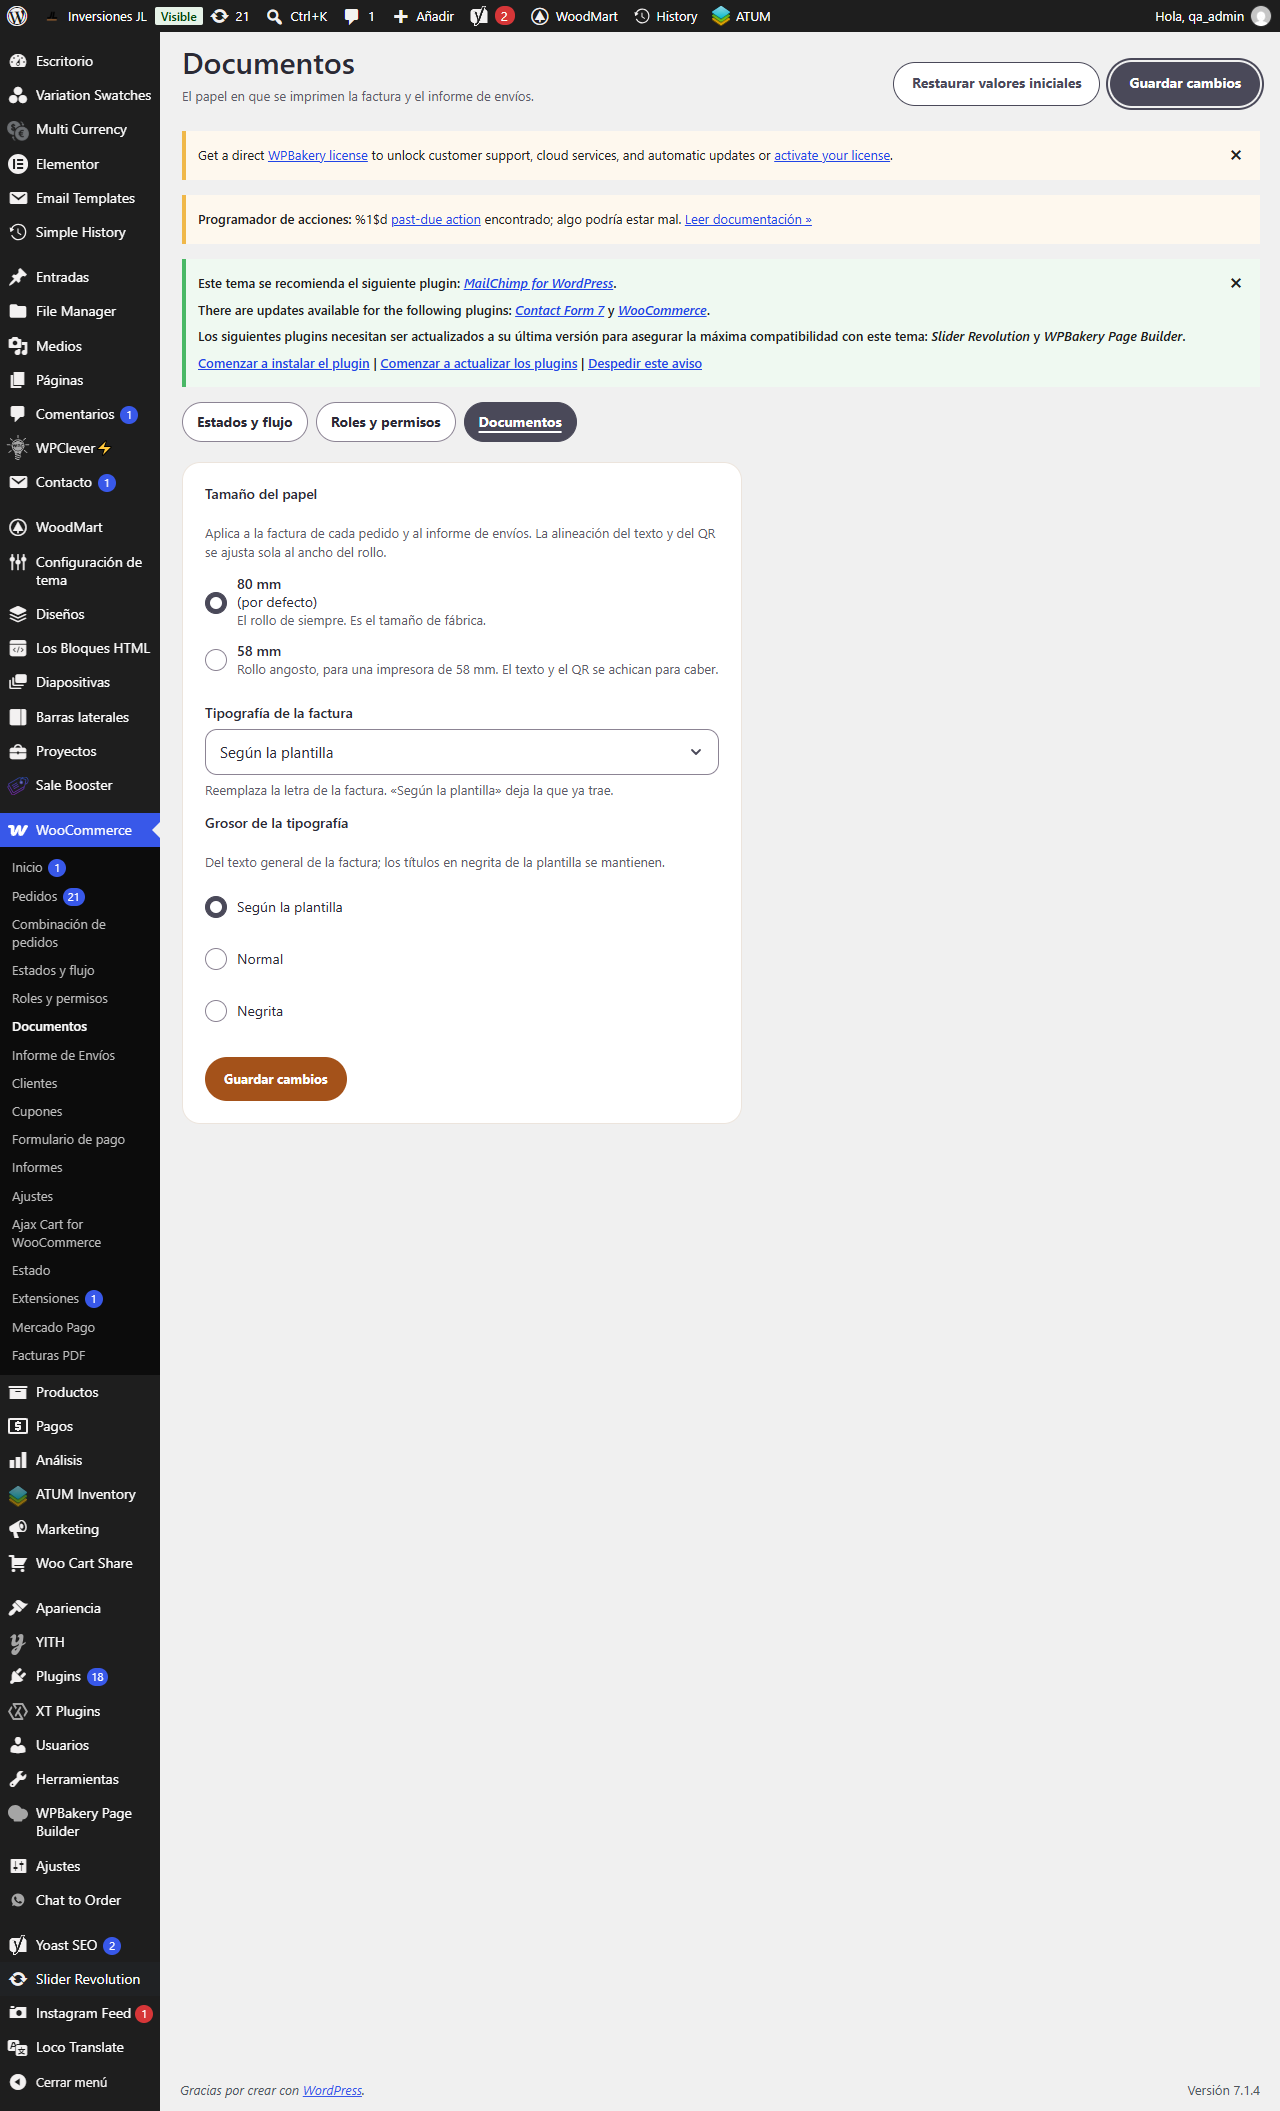 Inversiones JL Visible 21 Ctrl+K 1 Añadir 2 WoodMart History ATUM Hola, qa_admin
Escritorio
Variation Swatches
Multi Currency
Elementor
Email Templates
Simple History
Entradas
File Manager
Medios
Páginas
Comentarios 1
WPClever
Contacto 1
WoodMart
Configuración de
tema
Diseños
Los Bloques HTML
Diapositivas
Barras laterales
Proyectos
Sale Booster
WooCommerce
Inicio 1
Pedidos 21
Combinación de
pedidos
Estados y flujo
Roles y permisos
Documentos
Informe de Envíos
Clientes
Cupones
Formulario de pago
Informes
Ajustes
Ajax Cart for
WooCommerce
Estado
Extensiones 1
Mercado Pago
Facturas PDF
Productos
Pagos
Análisis
ATUM Inventory
Marketing
Woo Cart Share
Apariencia
YITH
Plugins 18
XT Plugins
Usuarios
Herramientas
WPBakery Page
Builder
Ajustes
Chat to Order
Yoast SEO 2
Slider Revolution
Instagram Feed 1
Loco Translate
Cerrar menú
Documentos
El papel en que se imprimen la factura y el informe de envíos.
Restaurar valores iniciales
Guardar cambios
Get a direct WPBakery license to unlock customer support, cloud services, and automatic updates or activate your license.
Programador de acciones: %1$d past-due action encontrado; algo podría estar mal. Leer documentación »
Este tema se recomienda el siguiente plugin: MailChimp for WordPress.
There are updates available for the following plugins: Contact Form 7 y WooCommerce.
Los siguientes plugins necesitan ser actualizados a su última versión para asegurar la máxima compatibilidad con este tema: Slider Revolution y WPBakery Page Builder.
Comenzar a instalar el plugin | Comenzar a actualizar los plugins | Despedir este aviso
Estados y flujo
Roles y permisos
Documentos
Tamaño del papel
Aplica a la factura de cada pedido y al informe de envíos. La alineación del texto y del QR
se ajusta sola al ancho del rollo.
80 mm
(por defecto)
El rollo de siempre. Es el tamaño de fábrica.
58 mm
Rollo angosto, para una impresora de 58 mm. El texto y el QR se achican para caber.
Tipografía de la factura
Según la plantilla
Reemplaza la letra de la factura. «Según la plantilla» deja la que ya trae.
Grosor de la tipografía
Del texto general de la factura; los títulos en negrita de la plantilla se mantienen.
Según la plantilla
Normal
Negrita
Guardar cambios
Gracias por crear con WordPress.
Versión 7.1.4